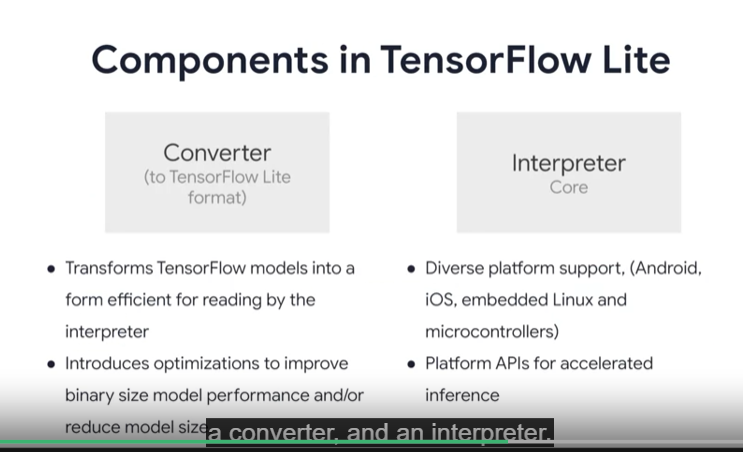 Components in TensorFlow Lite
Converter
(to TensorFlow Lite
format)
Interpreter
Core
• Transforms TensorFlow models into a
form efficient for reading by the
interpreter
• Introduces optimizations to improve
binary size model performance and/or
reduce model size
• Diverse platform support, (Android,
iOS, embedded Linux and
microcontrollers)
• Platform APIs for accelerated
inference
a converter, and an interpreter.